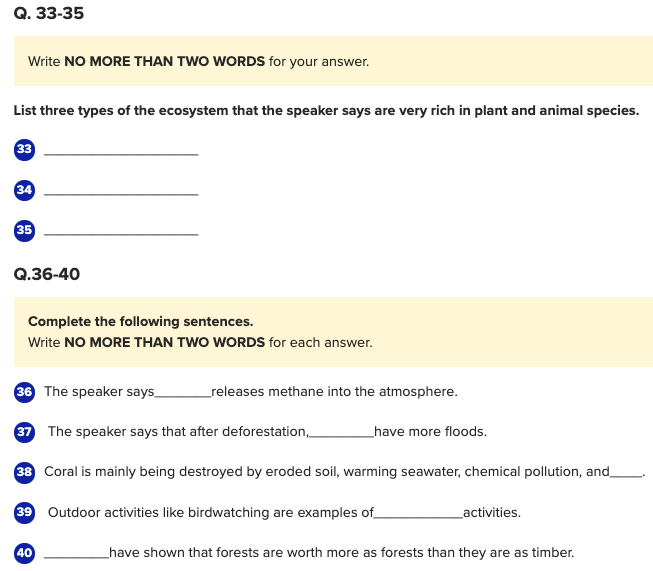 Q. 33-35
Write NO MORE THAN TWO WORDS for your answer.
List three types of the ecosystem that the speaker says are very rich in plant and animal species.
33 ____________________
34 ____________________
35 ____________________
Q.36-40
Complete the following sentences.
Write NO MORE THAN TWO WORDS for each answer.
36 The speaker says_______releases methane into the atmosphere.
37 The speaker says that after deforestation,________have more floods.
38 Coral is mainly being destroyed by eroded soil, warming seawater, chemical pollution, and____.
39 Outdoor activities like birdwatching are examples of___________activities.
40 ________have shown that forests are worth more as forests than they are as timber.